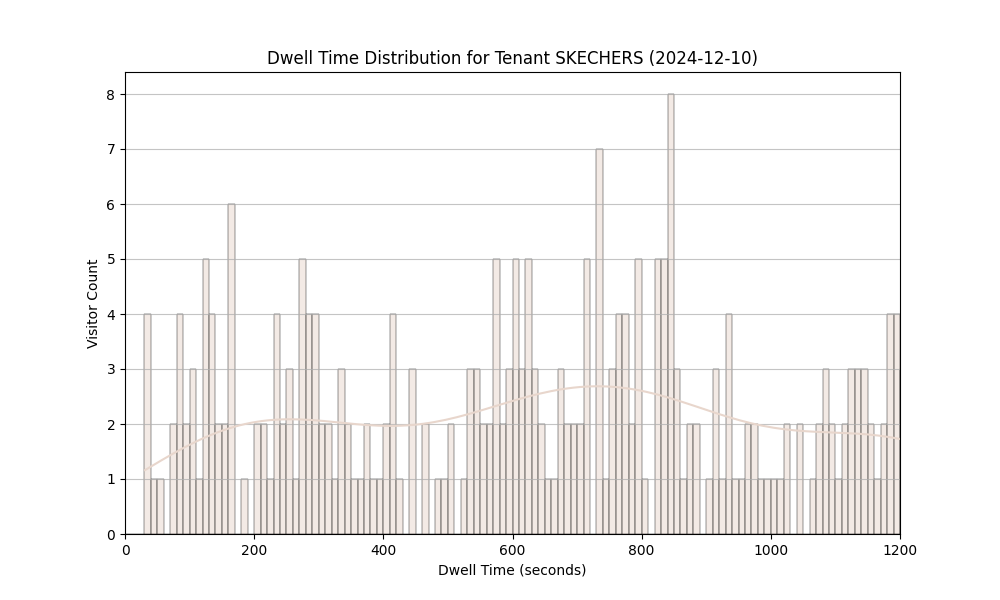 Dwell Time Distribution for Tenant SKECHERS (2024-12-10)
8
7
6
5
4
3
2
1
0
Visitor Count
0 200 400 600 800 1000 1200
Dwell Time (seconds)